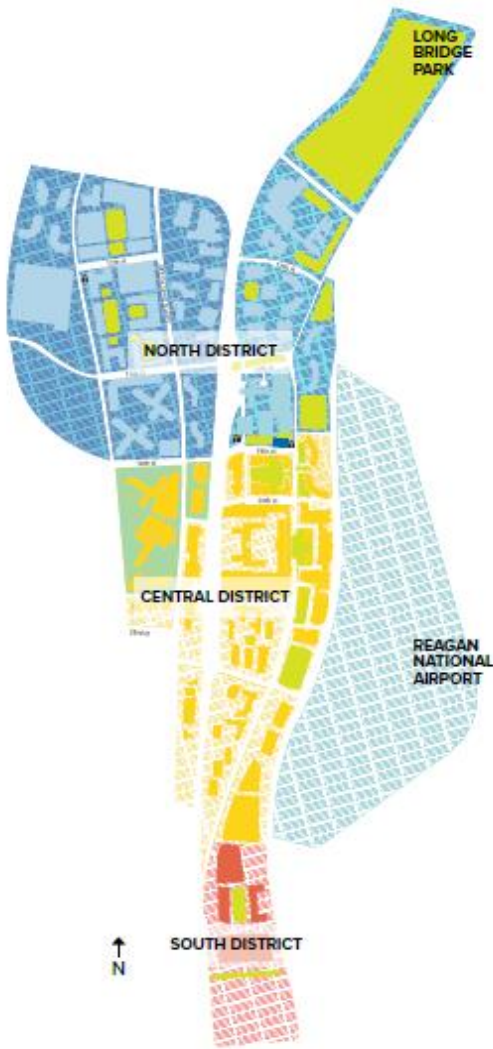 LONG
BRIDGE
PARK
NORTH DISTRICT
CENTRAL DISTRICT
REAGAN
NATIONAL
AIRPORT
SOUTH DISTRICT
N